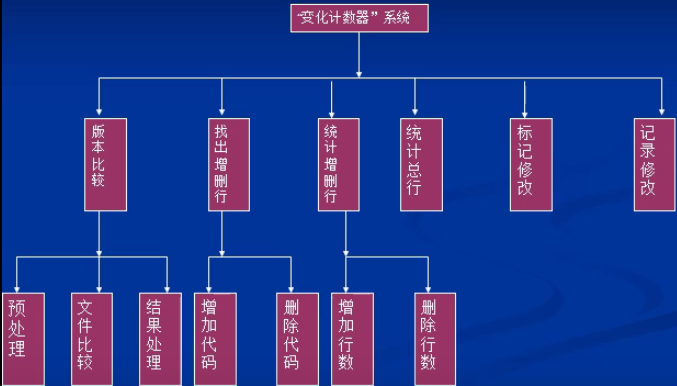 “变化计数器”系统
版本比较
找出增删行
统计增删行
统计总行
标记修改
记录修改
预处理
文件比较
结果处理
增加代码
删除代码
增加行数
删除行数